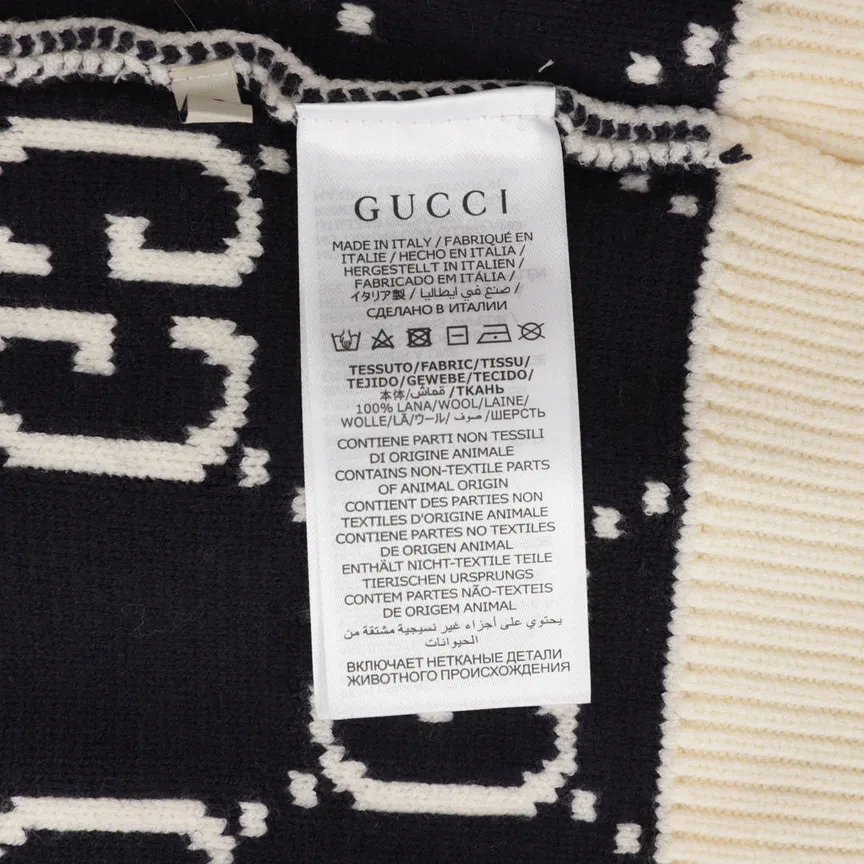 GUCCI
MADE IN ITALY / FABRIQUÉ EN
ITALIE / HECHO EN ITALIA /
HERGESTELLT IN ITALIEN /
FABRICADO EM ITÁLIA /
イタリア製 / صنع في ايطاليا /
СДЕЛАНО В ИТАЛИИ
TESSUTO/FABRIC/TISSU/
TEJIDO/GEWEBE/TECIDO/
本体/قماش/ТКАНЬ
100% LANA/WOOL/LAINE/
WOLLE/LÃ/ウール/صوف/ШЕРСТЬ
CONTIENE PARTI NON TESSILI
DI ORIGINE ANIMALE
CONTAINS NON-TEXTILE PARTS
OF ANIMAL ORIGIN
CONTIENT DES PARTIES NON
TEXTILES D'ORIGINE ANIMALE
CONTIENE PARTES NO TEXTILES
DE ORIGEN ANIMAL
ENTHÄLT NICHT-TEXTILE TEILE
TIERISCHEN URSPRUNGS
CONTEM PARTES NÃO-TEXTEIS
DE ORIGEM ANIMAL
يحتوي على أجزاء غير نسيجية مشتقة من
الحيوانات
ВКЛЮЧАЕТ НЕТКАНЫЕ ДЕТАЛИ
ЖИВОТНОГО ПРОИСХОЖДЕНИЯ